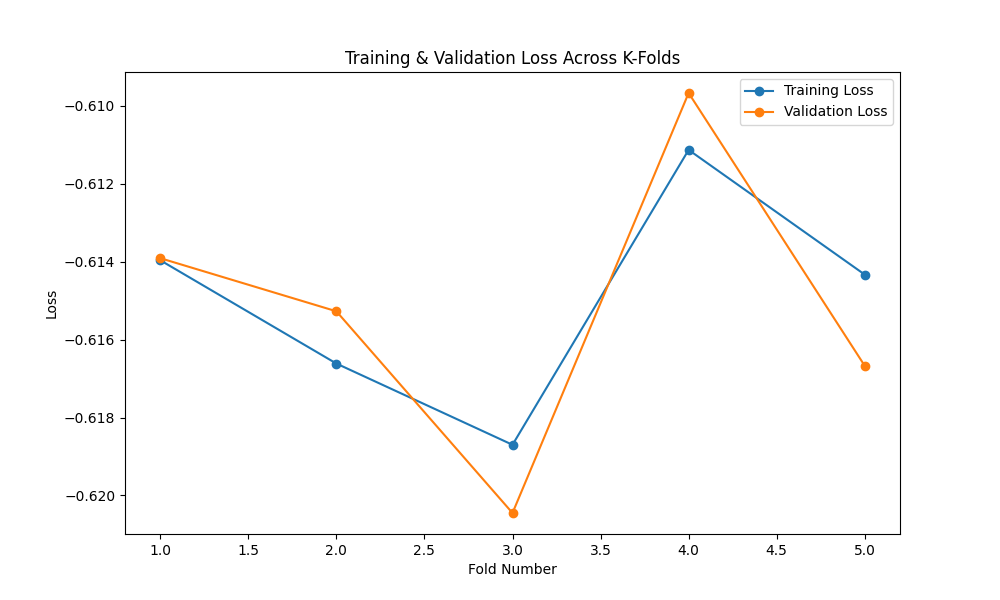 Training & Validation Loss Across K-Folds
Training Loss
Validation Loss
−0.610
−0.612
−0.614
−0.616
−0.618
−0.620
Loss
1.0 1.5 2.0 2.5 3.0 3.5 4.0 4.5 5.0
Fold Number